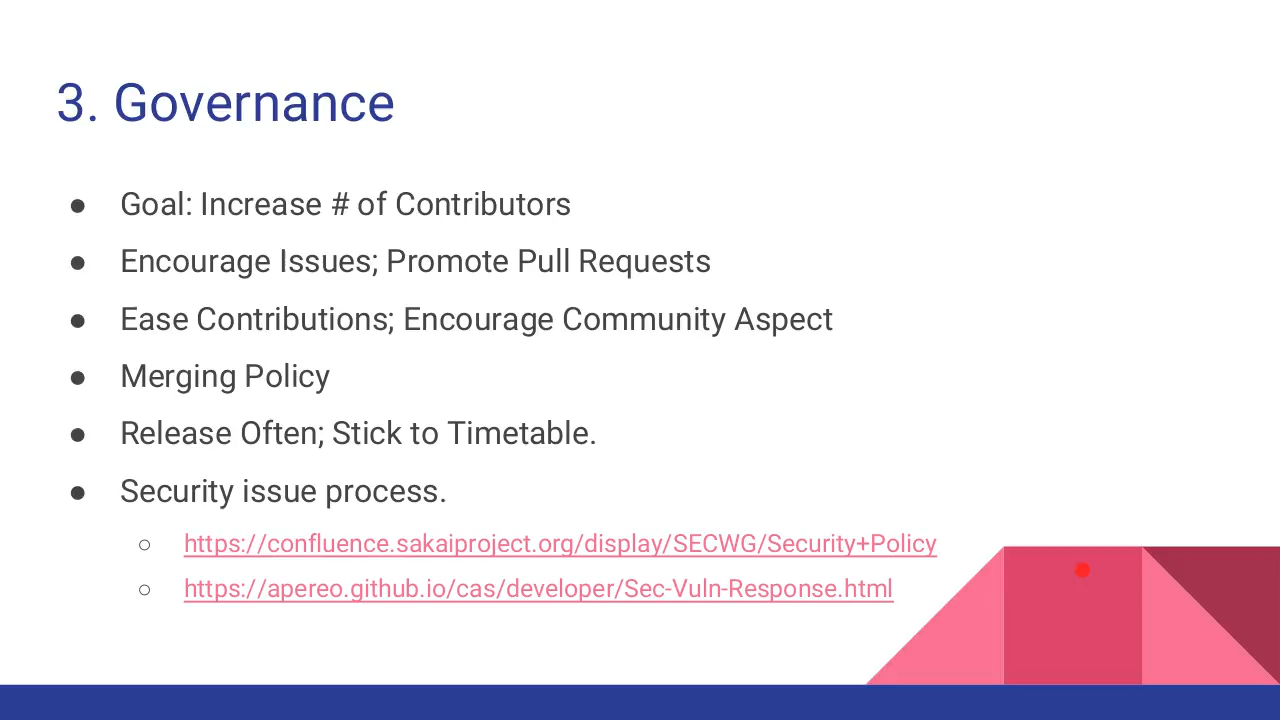 3. Governance
● Goal: Increase # of Contributors
● Encourage Issues; Promote Pull Requests
● Ease Contributions; Encourage Community Aspect
● Merging Policy
● Release Often; Stick to Timetable.
● Security issue process.
○ https://confluence.sakaiproject.org/display/SECWG/Security+Policy
○ https://apereo.github.io/cas/developer/Sec-Vuln-Response.html